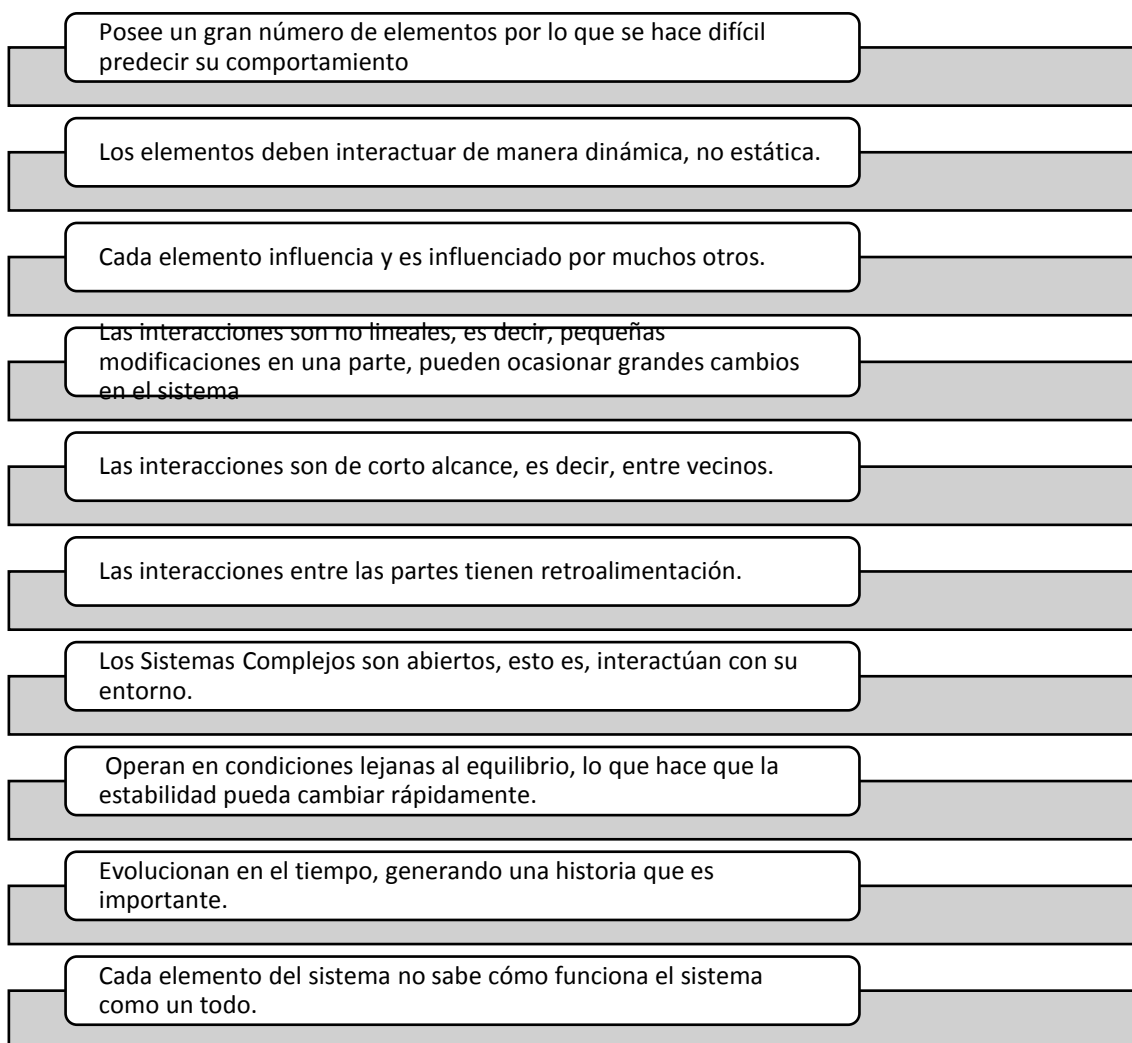 Posee un gran número de elementos por lo que se hace difícil
predecir su comportamiento
Los elementos deben interactuar de manera dinámica, no estática.
Cada elemento influencia y es influenciado por muchos otros.
Las interacciones son no lineales, es decir, pequeñas
modificaciones en una parte, pueden ocasionar grandes cambios
en el sistema
Las interacciones son de corto alcance, es decir, entre vecinos.
Las interacciones entre las partes tienen retroalimentación.
Los Sistemas Complejos son abiertos, esto es, interactúan con su
entorno.
Operan en condiciones lejanas al equilibrio, lo que hace que la
estabilidad pueda cambiar rápidamente.
Evolucionan en el tiempo, generando una historia que es
importante.
Cada elemento del sistema no sabe cómo funciona el sistema
como un todo.